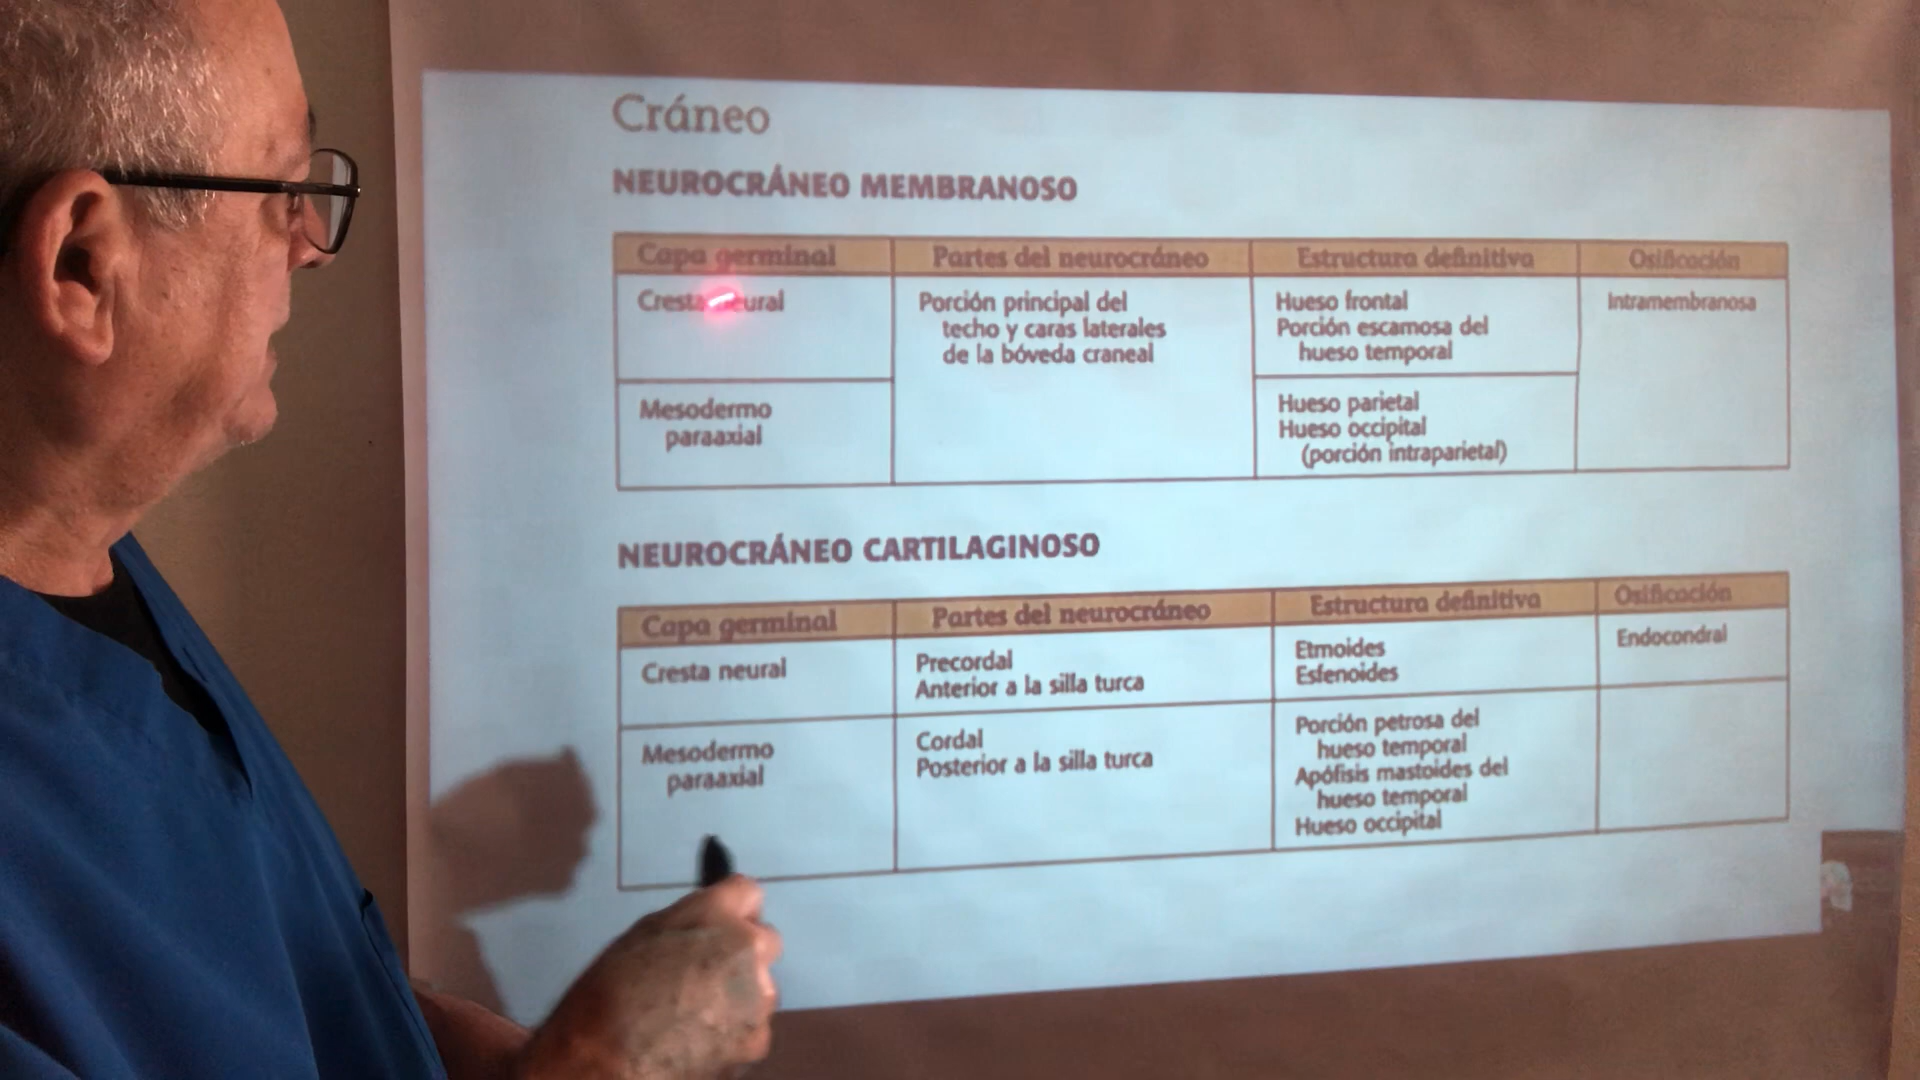 Cráneo
NEUROCRÁNEO MEMBRANOSO
Capa germinal Partes del neurocráneo Estructura definitiva Osificación
Cresta neural Porción principal del Hueso frontal Intramembranosa
techo y caras laterales Porción escamosa del
de la bóveda craneal hueso temporal
Mesodermo Hueso parietal
paraaxial Hueso occipital
(porción intraparietal)
NEUROCRÁNEO CARTILAGINOSO
Capa germinal Partes del neurocráneo Estructura definitiva Osificación
Cresta neural Precordal Etmoides Endocondral
Anterior a la silla turca Esfenoides
Mesodermo Cordal Porción petrosa del
paraaxial Posterior a la silla turca hueso temporal
Apófisis mastoides del
hueso temporal
Hueso occipital